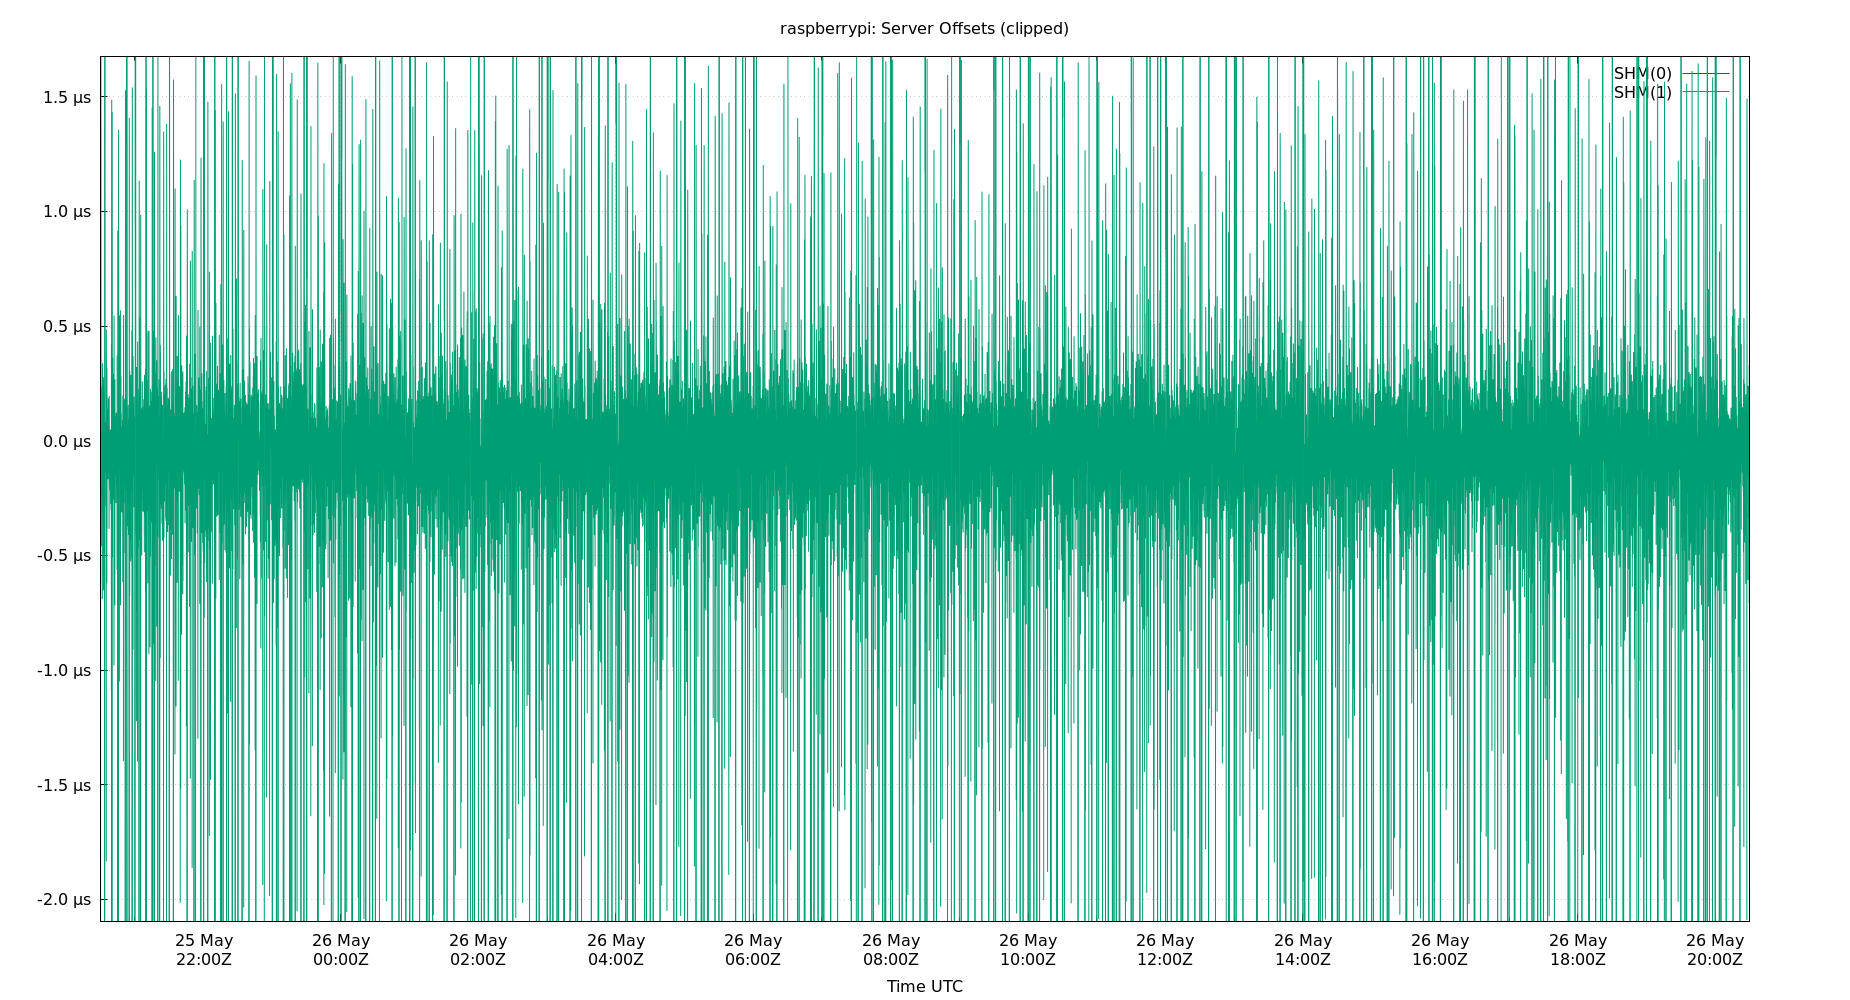 raspberrypi: Server Offsets (clipped)
SHM(0)
SHM(1)
1.5 µs
1.0 µs
0.5 µs
0.0 µs
-0.5 µs
-1.0 µs
-1.5 µs
-2.0 µs
25 May 26 May 26 May 26 May 26 May 26 May 26 May 26 May 26 May 26 May 26 May 26 May
22:00Z 00:00Z 02:00Z 04:00Z 06:00Z 08:00Z 10:00Z 12:00Z 14:00Z 16:00Z 18:00Z 20:00Z
Time UTC